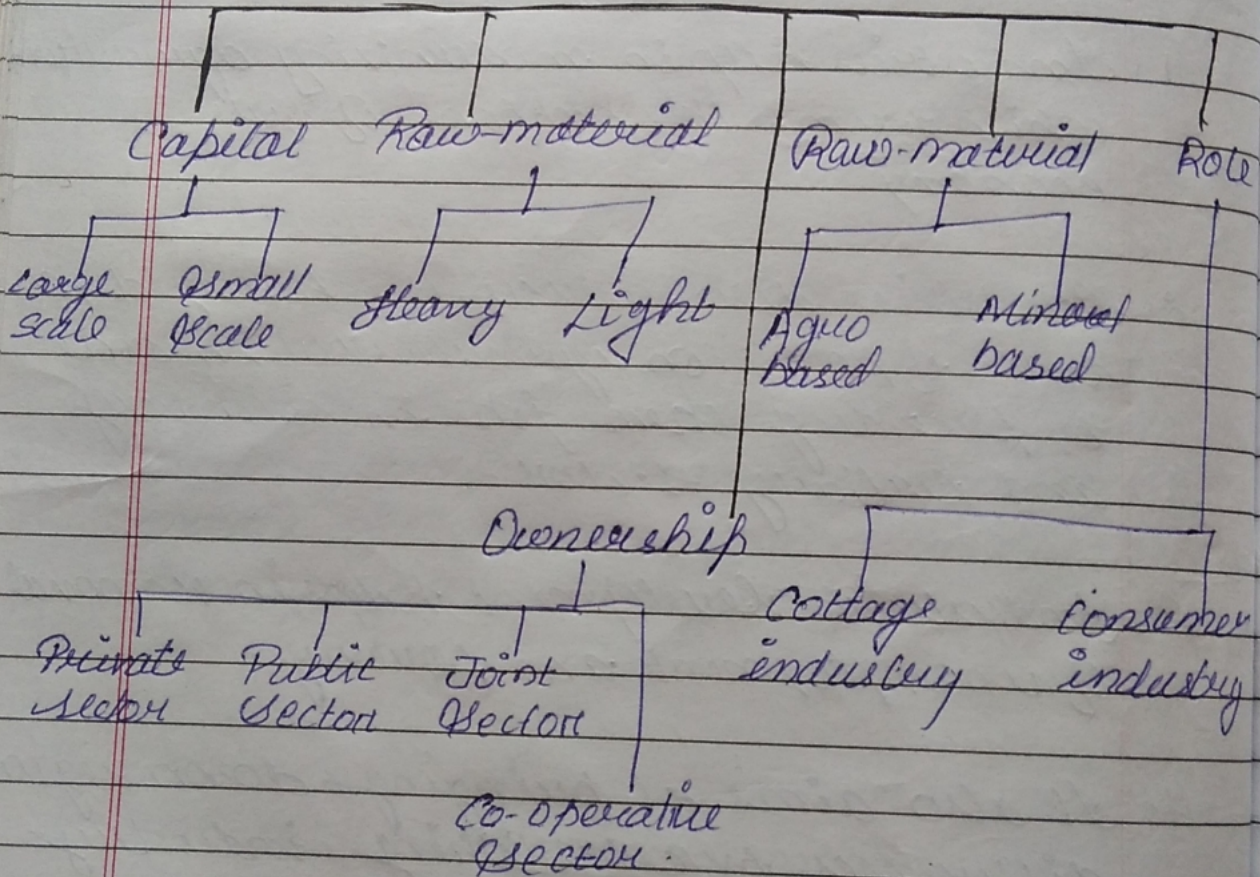 Capital Raw-material Raw-material Role
Large scale
Small scale
Heavy
Light
Agro based
Mineral based
Ownership
Cottage industry
Consumer industry
Private sector
Public sector
Joint sector
Co-operative sector.